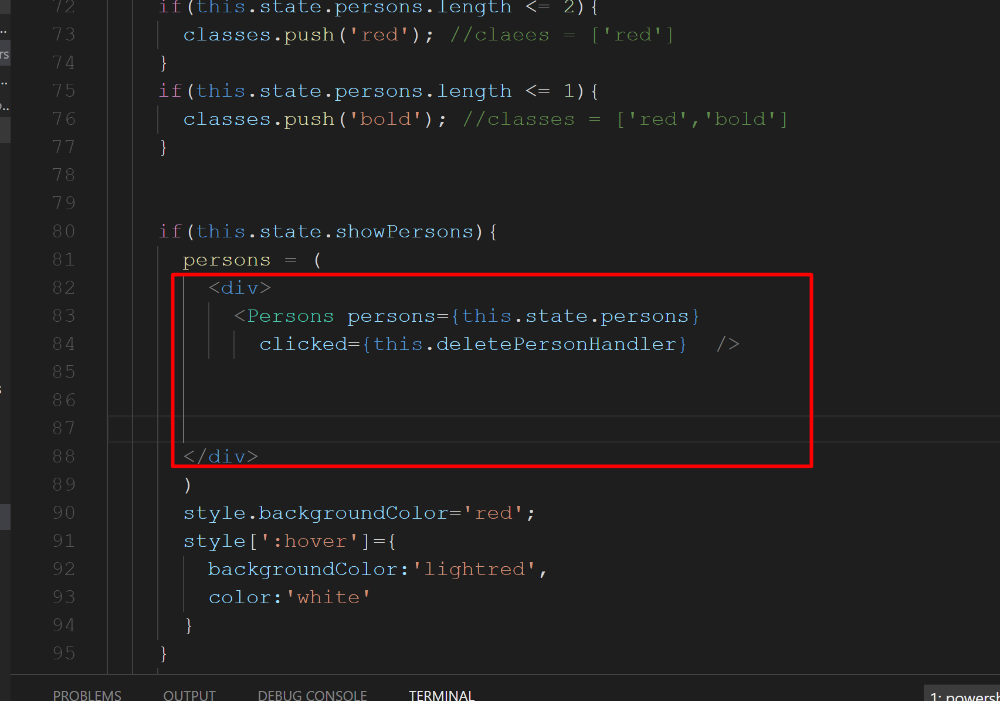 ..
rs
..
..
s
72 if(this.state.persons.length <= 2){
73 classes.push('red'); //claees = ['red']
74 }
75 if(this.state.persons.length <= 1){
76 classes.push('bold'); //classes = ['red','bold']
77 }
78
79
80 if(this.state.showPersons){
81 persons = (
82 <div>
83 <Persons persons={this.state.persons}
84 clicked={this.deletePersonHandler} />
85
86
87
88 </div>
89 )
90 style.backgroundColor='red';
91 style[':hover']={
92 backgroundColor:'lightred',
93 color:'white'
94 }
95 }
PROBLEMS OUTPUT DEBUG CONSOLE TERMINAL 1: powersh